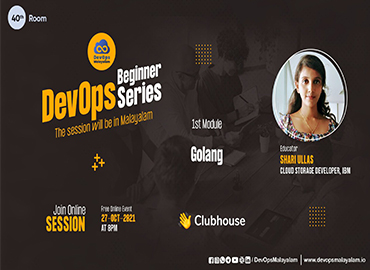 40th Room
DevOps
Malayalam
DevOps
Beginner
Series
The session will be in Malayalam
1st Module
Golang
Educator
SHARI ULLAS
CLOUD STORAGE DEVELOPER, IBM
Join Online
SESSION
Free Online Event
27-OCT-2021
AT 8PM
Clubhouse
/DevOpsMalayalam | www.devopsmalayalam.io